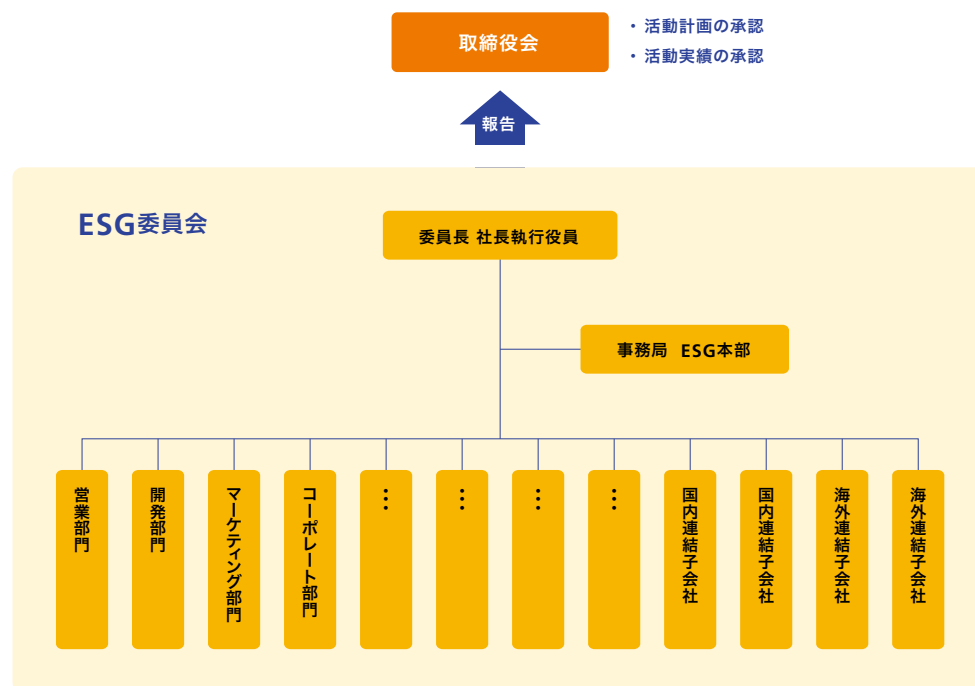 取締役会
・ 活動計画の承認
・ 活動実績の承認
報告
ESG委員会
委員長 社長執行役員
事務局 ESG本部
営業部門
開発部門
マーケティング部門
コーポレート部門
…
…
…
…
国内連結子会社
国内連結子会社
海外連結子会社
海外連結子会社